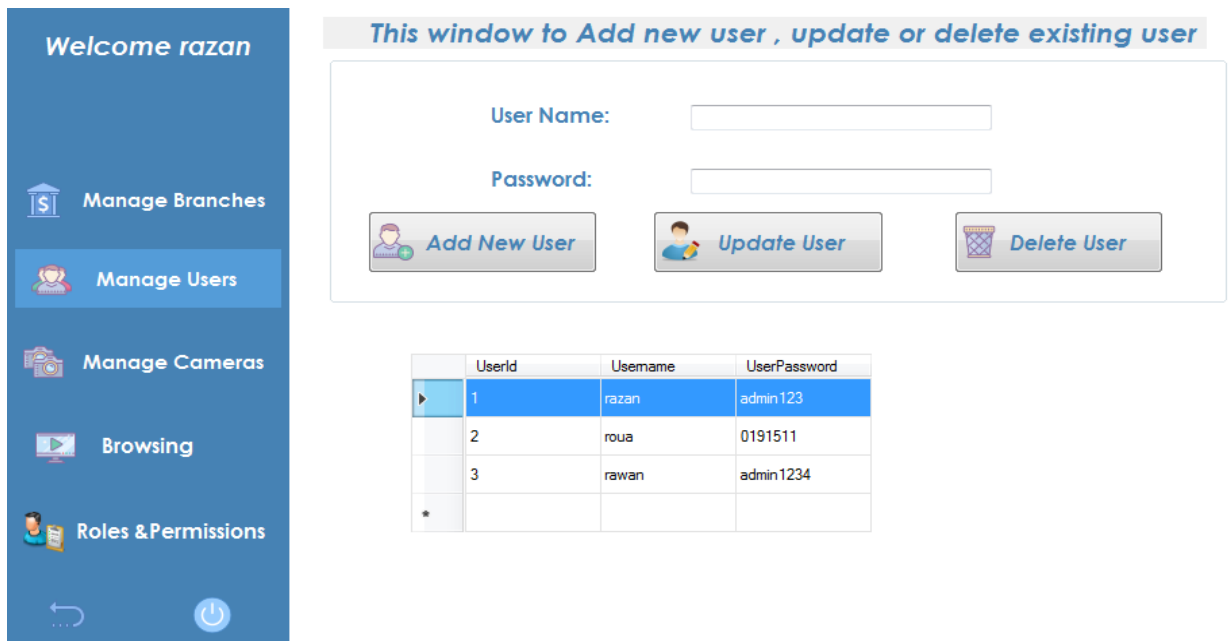 Welcome razan
Manage Branches
Manage Users
Manage Cameras
Browsing
Roles &Permissions
This window to Add new user , update or delete existing user
User Name:
Password:
Add New User Update User Delete User
UserId Username UserPassword
1 razan admin123
2 roua 0191511
3 rawan admin1234
*